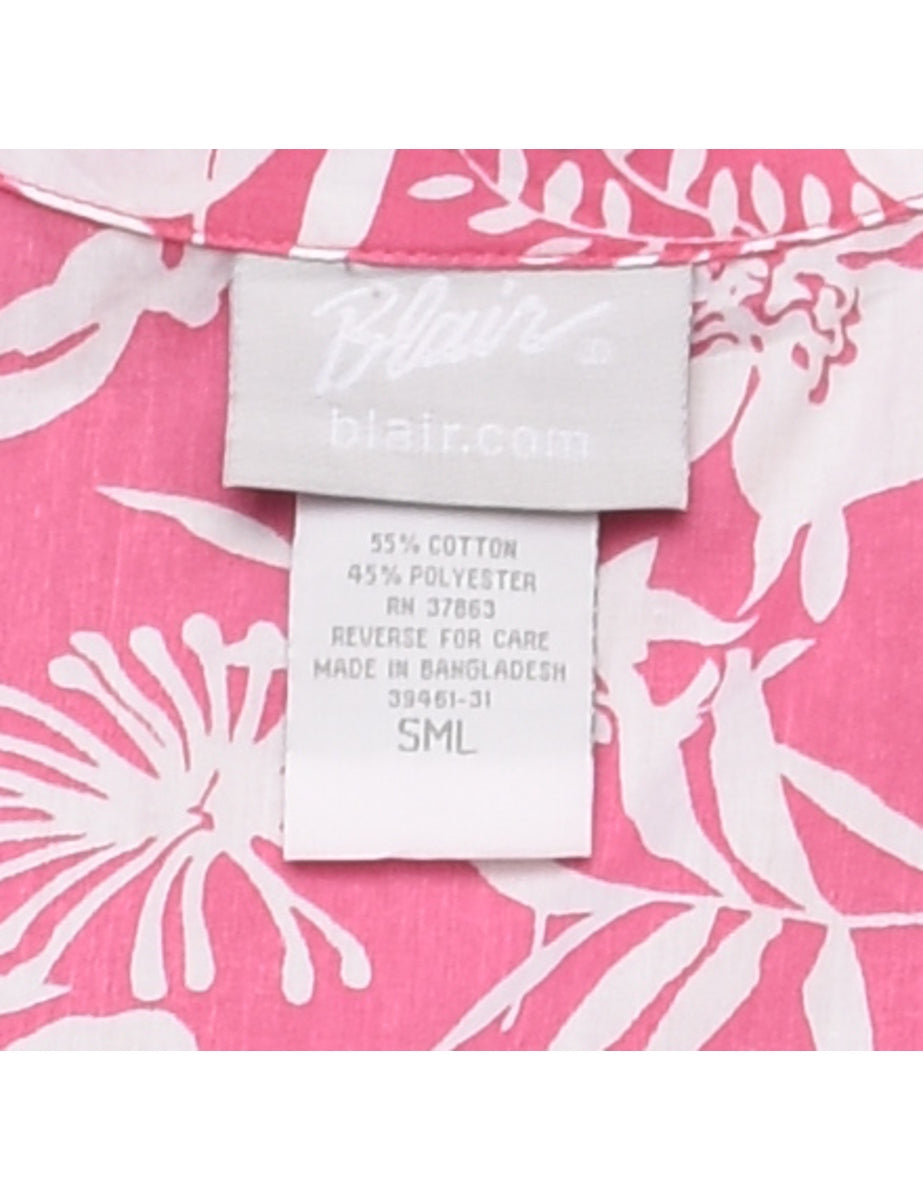 Blair
blair.com
55% COTTON
45% POLYESTER
RN 37863
REVERSE FOR CARE
MADE IN BANGLADESH
39461-31
SML